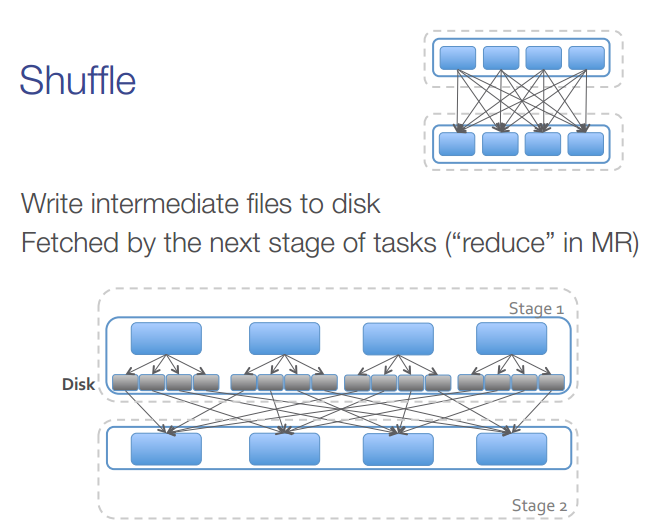 Shuffle
Write intermediate files to disk
Fetched by the next stage of tasks (“reduce” in MR)
Stage 1
Disk
Stage 2